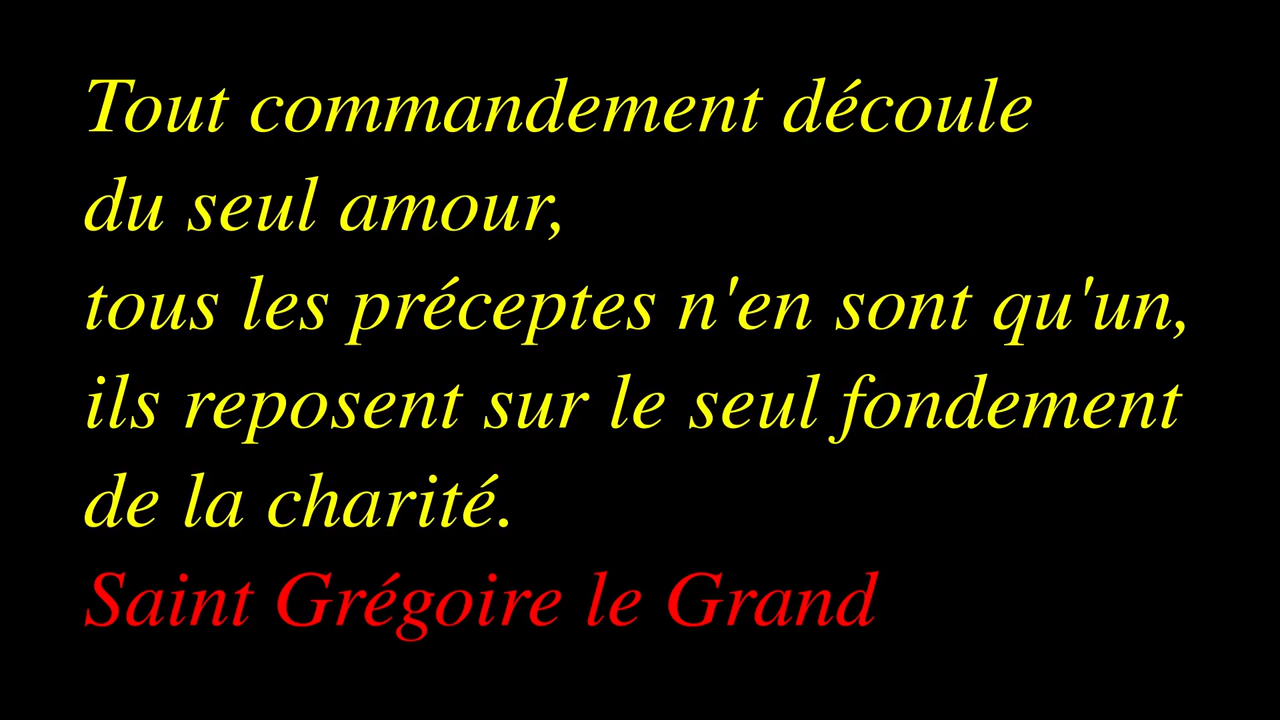 Tout commandement découle
du seul amour,
tous les préceptes n'en sont qu'un,
ils reposent sur le seul fondement
de la charité.
Saint Grégoire le Grand